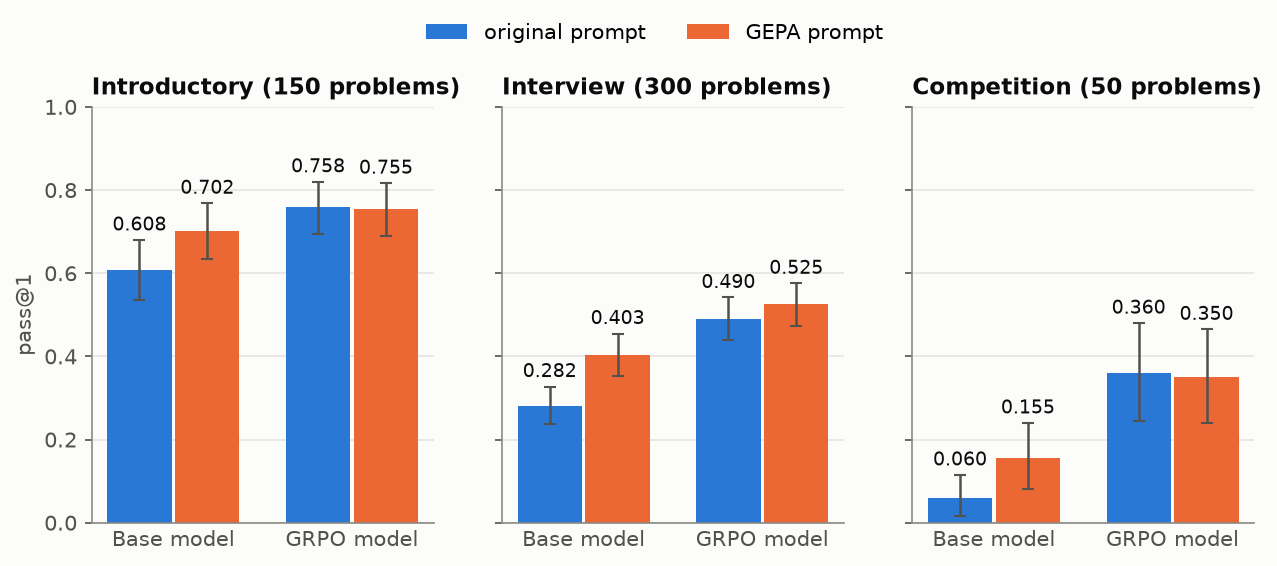 original prompt GEPA prompt
Introductory (150 problems) Interview (300 problems) Competition (50 problems)
pass@1
1.0
0.8
0.6
0.4
0.2
0.0
0.608 0.702 0.758 0.755
Base model GRPO model
0.282 0.403 0.490 0.525
Base model GRPO model
0.060 0.155 0.360 0.350
Base model GRPO model